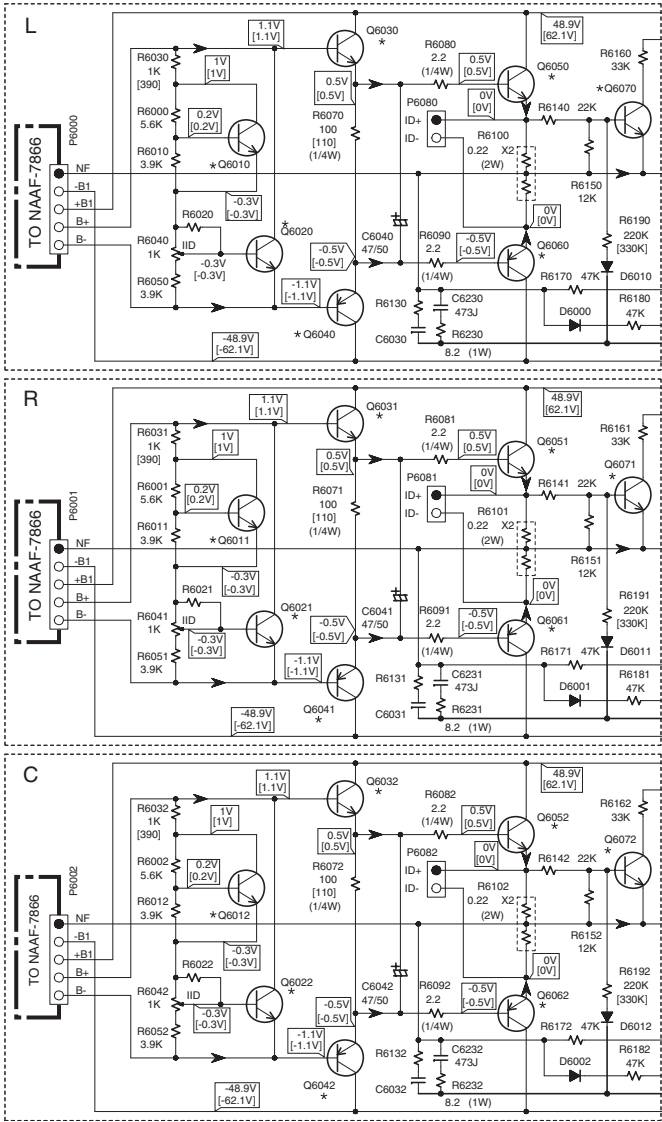 L
R6030
1K
[390]
R6000
5.6K
R6010
3.9K
1V
[1V]
0.2V
[0.2V]
*Q6010
1.1V
[1.1V]
Q6030
*
0.5V
[0.5V]
R6070
100
[110]
(1/4W)
R6080
2.2
(1/4W)
0.5V
[0.5V]
Q6050
*
48.9V
[62.1V]
P6080
ID+
ID-
0V
[0V]
R6100
0.22
(2W)
X2
R6140
22K
R6150
12K
*Q6070
R6160
33K
P6000
TO NAAF-7866
NF
-B1
+B1
B+
B-
R6020
R6040
1K
IID
R6050
3.9K
-0.3V
[-0.3V]
-0.3V
[-0.3V]
*
Q6020
-1.1V
[-1.1V]
*Q6040
-0.5V
[-0.5V]
C6040
47/50
R6090
2.2
(1/4W)
-0.5V
[-0.5V]
0V
[0V]
Q6060
*
R6130
C6030
C6230
473J
R6230
8.2 (1W)
R6170
47K
D6000
R6190
220K
[330K]
D6010
R6180
47K
-48.9V
[-62.1V]
R
R6031
1K
[390]
R6001
5.6K
R6011
3.9K
1V
[1V]
0.2V
[0.2V]
*Q6011
1.1V
[1.1V]
Q6031
*
0.5V
[0.5V]
R6071
100
[110]
(1/4W)
R6081
2.2
(1/4W)
0.5V
[0.5V]
Q6051
*
48.9V
[62.1V]
P6081
ID+
ID-
0V
[0V]
R6101
0.22
(2W)
X2
R6141
22K
R6151
12K
Q6071
*
R6161
33K
P6001
TO NAAF-7866
NF
-B1
+B1
B+
B-
R6021
R6041
1K
IID
R6051
3.9K
-0.3V
[-0.3V]
-0.3V
[-0.3V]
Q6021
*
-1.1V
[-1.1V]
Q6041
*
-0.5V
[-0.5V]
C6041
47/50
R6091
2.2
(1/4W)
-0.5V
[-0.5V]
0V
[0V]
Q6061
*
R6131
C6031
C6231
473J
R6231
8.2 (1W)
R6171
47K
D6001
R6191
220K
[330K]
D6011
R6181
47K
-48.9V
[-62.1V]
C
R6032
1K
[390]
R6002
5.6K
R6012
3.9K
1V
[1V]
0.2V
[0.2V]
*Q6012
1.1V
[1.1V]
Q6032
*
0.5V
[0.5V]
R6072
100
[110]
(1/4W)
R6082
2.2
(1/4W)
0.5V
[0.5V]
Q6052
*
48.9V
[62.1V]
P6082
ID+
ID-
0V
[0V]
R6102
0.22
(2W)
X2
R6142
22K
R6152
12K
Q6072
*
R6162
33K
P6002
TO NAAF-7866
NF
-B1
+B1
B+
B-
R6022
R6042
1K
IID
R6052
3.9K
-0.3V
[-0.3V]
-0.3V
[-0.3V]
Q6022
*
-1.1V
[-1.1V]
Q6042
*
-0.5V
[-0.5V]
C6042
47/50
R6092
2.2
(1/4W)
-0.5V
[-0.5V]
0V
[0V]
Q6062
*
R6132
C6032
C6232
473J
R6232
8.2 (1W)
R6172
47K
D6002
R6192
220K
[330K]
D6012
R6182
47K
-48.9V
[-62.1V]